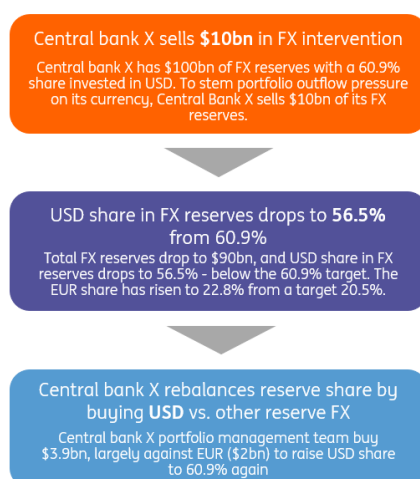 Central bank X sells $10bn in FX intervention
Central bank X has $100bn of FX reserves with a 60.9%
share invested in USD. To stem portfolio outflow pressure
on its currency, Central Bank X sells $10bn of its FX
reserves.
USD share in FX reserves drops to 56.5%
from 60.9%
Total FX reserves drop to $90bn, and USD share in FX
reserves drops to 56.5% - below the 60.9% target. The
EUR share has risen to 22.8% from a target 20.5%.
Central bank X rebalances reserve share by
buying USD vs. other reserve FX
Central bank X portfolio management team buy
$3.9bn, largely against EUR ($2bn) to raise USD share
to 60.9% again